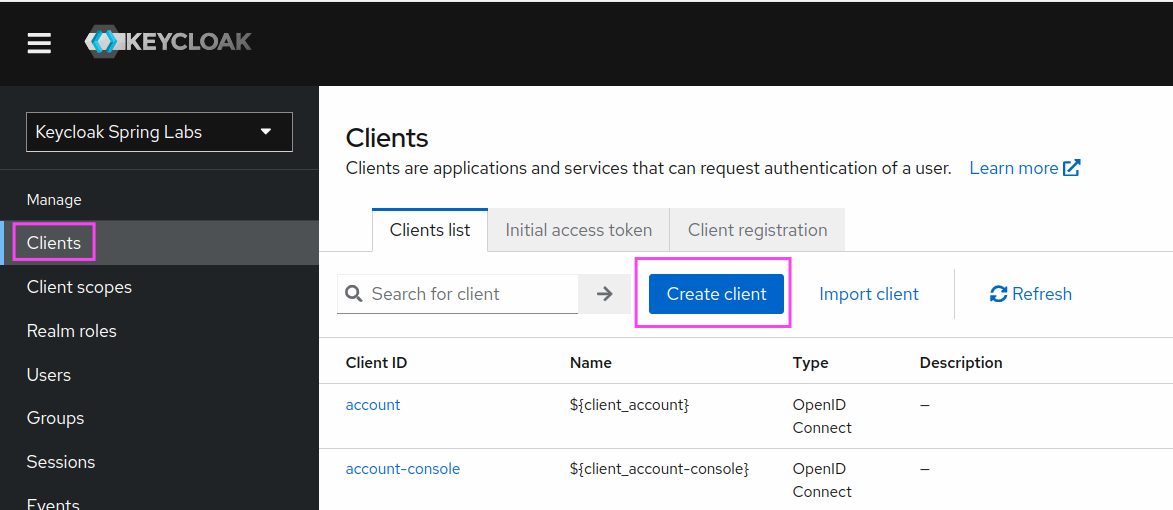 KEYCLOAK
Keycloak Spring Labs
Manage
Clients
Client scopes
Realm roles
Users
Groups
Sessions
Events
Clients
Clients are applications and services that can request authentication of a user. Learn more
Clients list Initial access token Client registration
Search for client Create client Import client Refresh
Client ID Name Type Description
account ${client_account} OpenID Connect –
account-console ${client_account-console} OpenID Connect –